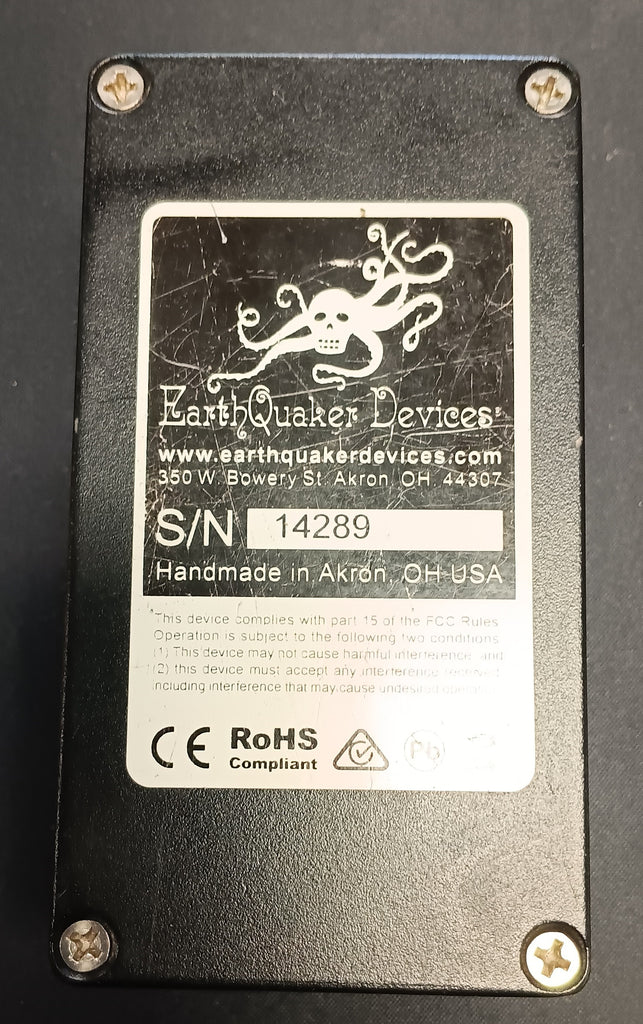 EarthQuaker Devices
www.earthquakerdevices.com
350 W. Bowery St. Akron, OH 44307
S/N 14289
Handmade in Akron, OH USA
This device complies with part 15 of the FCC Rules
Operation is subject to the following two conditions
(1) This device may not cause harmful interference, and
(2) this device must accept any interference received,
including interference that may cause undesired operation
CE RoHS
Compliant
Pb